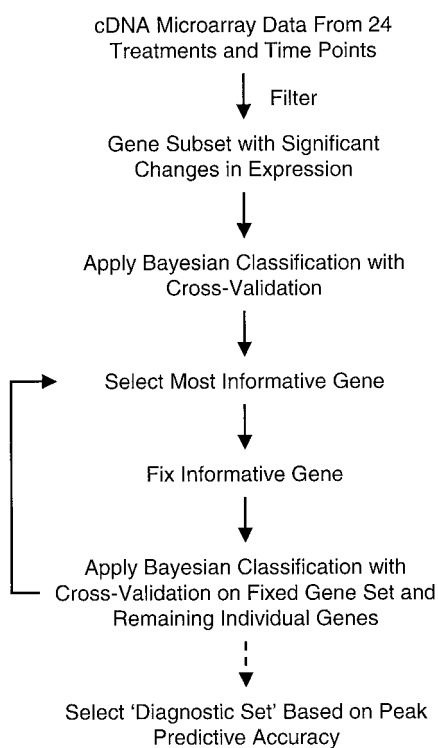 cDNA Microarray Data From 24
Treatments and Time Points
Filter
Gene Subset with Significant
Changes in Expression
Apply Bayesian Classification with
Cross-Validation
Select Most Informative Gene
Fix Informative Gene
Apply Bayesian Classification with
Cross-Validation on Fixed Gene Set and
Remaining Individual Genes
Select ‘Diagnostic Set’ Based on Peak
Predictive Accuracy